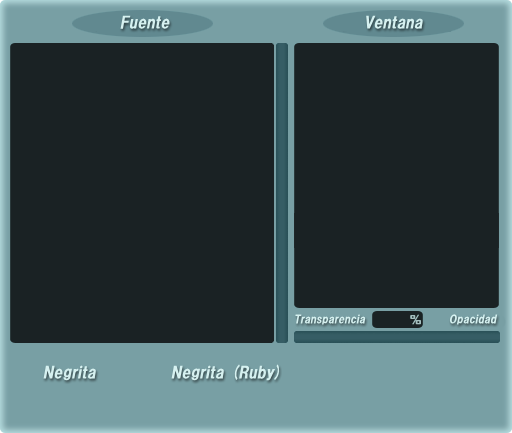 Fuente
Ventana
Transparencia % Opacidad
Negrita Negrita (Ruby)